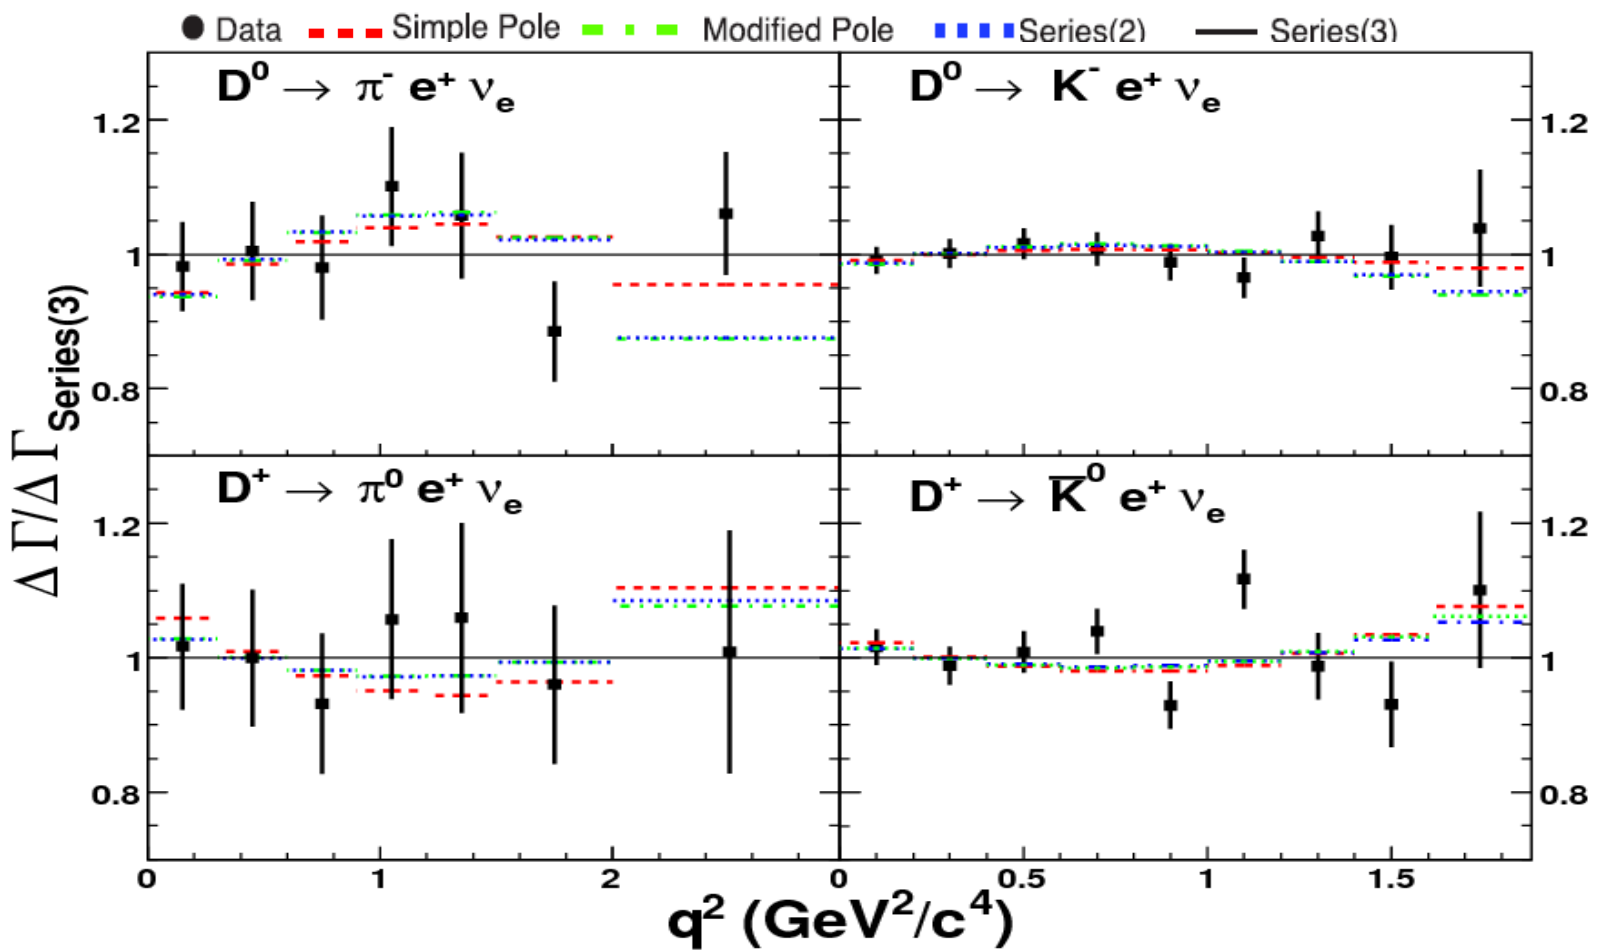 Data Simple Pole Modified Pole Series(2) Series(3)
D⁰ → π⁻ e⁺ νₑ
D⁰ → K⁻ e⁺ νₑ
1.2
1
0.8
1.2
1
0.8
ΔΓ/ΔΓ Series(3)
D⁺ → π⁰ e⁺ νₑ
D⁺ → K̅⁰ e⁺ νₑ
1.2
1
0.8
1.2
1
0.8
0 1 2 0 0.5 1 1.5
q² (GeV²/c⁴)